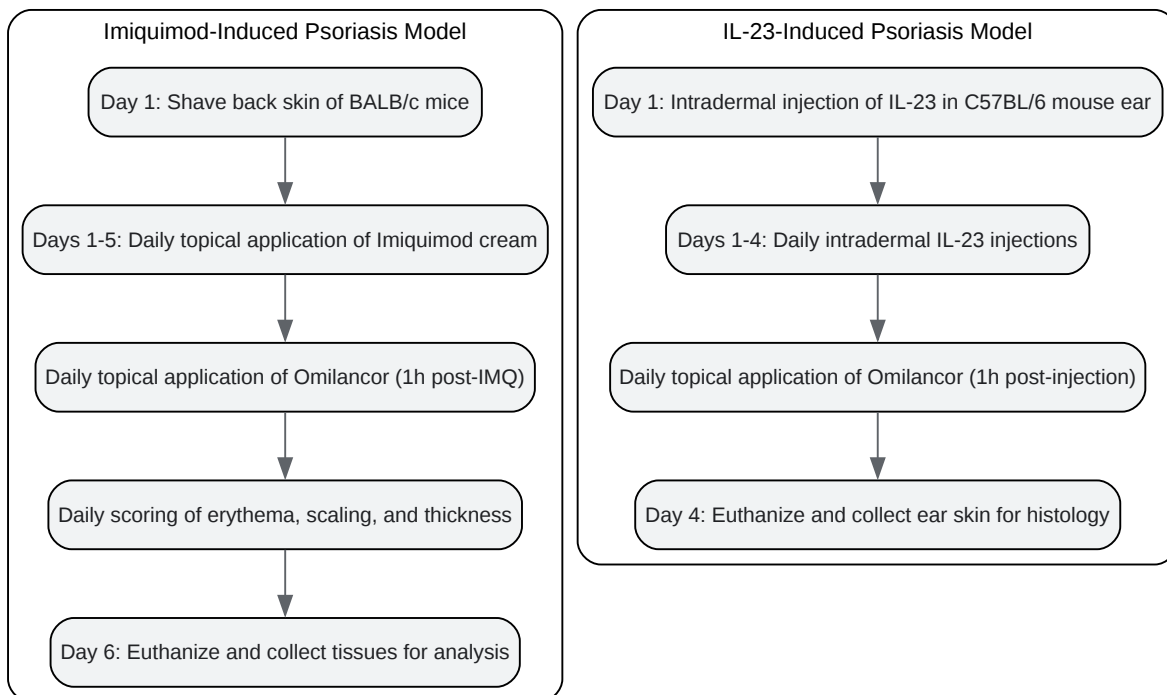 Imiquimod-Induced Psoriasis Model
Day 1: Shave back skin of BALB/c mice
Days 1-5: Daily topical application of Imiquimod cream
Daily topical application of Omilancor (1h post-IMQ)
Daily scoring of erythema, scaling, and thickness
Day 6: Euthanize and collect tissues for analysis
IL-23-Induced Psoriasis Model
Day 1: Intradermal injection of IL-23 in C57BL/6 mouse ear
Days 1-4: Daily intradermal IL-23 injections
Daily topical application of Omilancor (1h post-injection)
Day 4: Euthanize and collect ear skin for histology